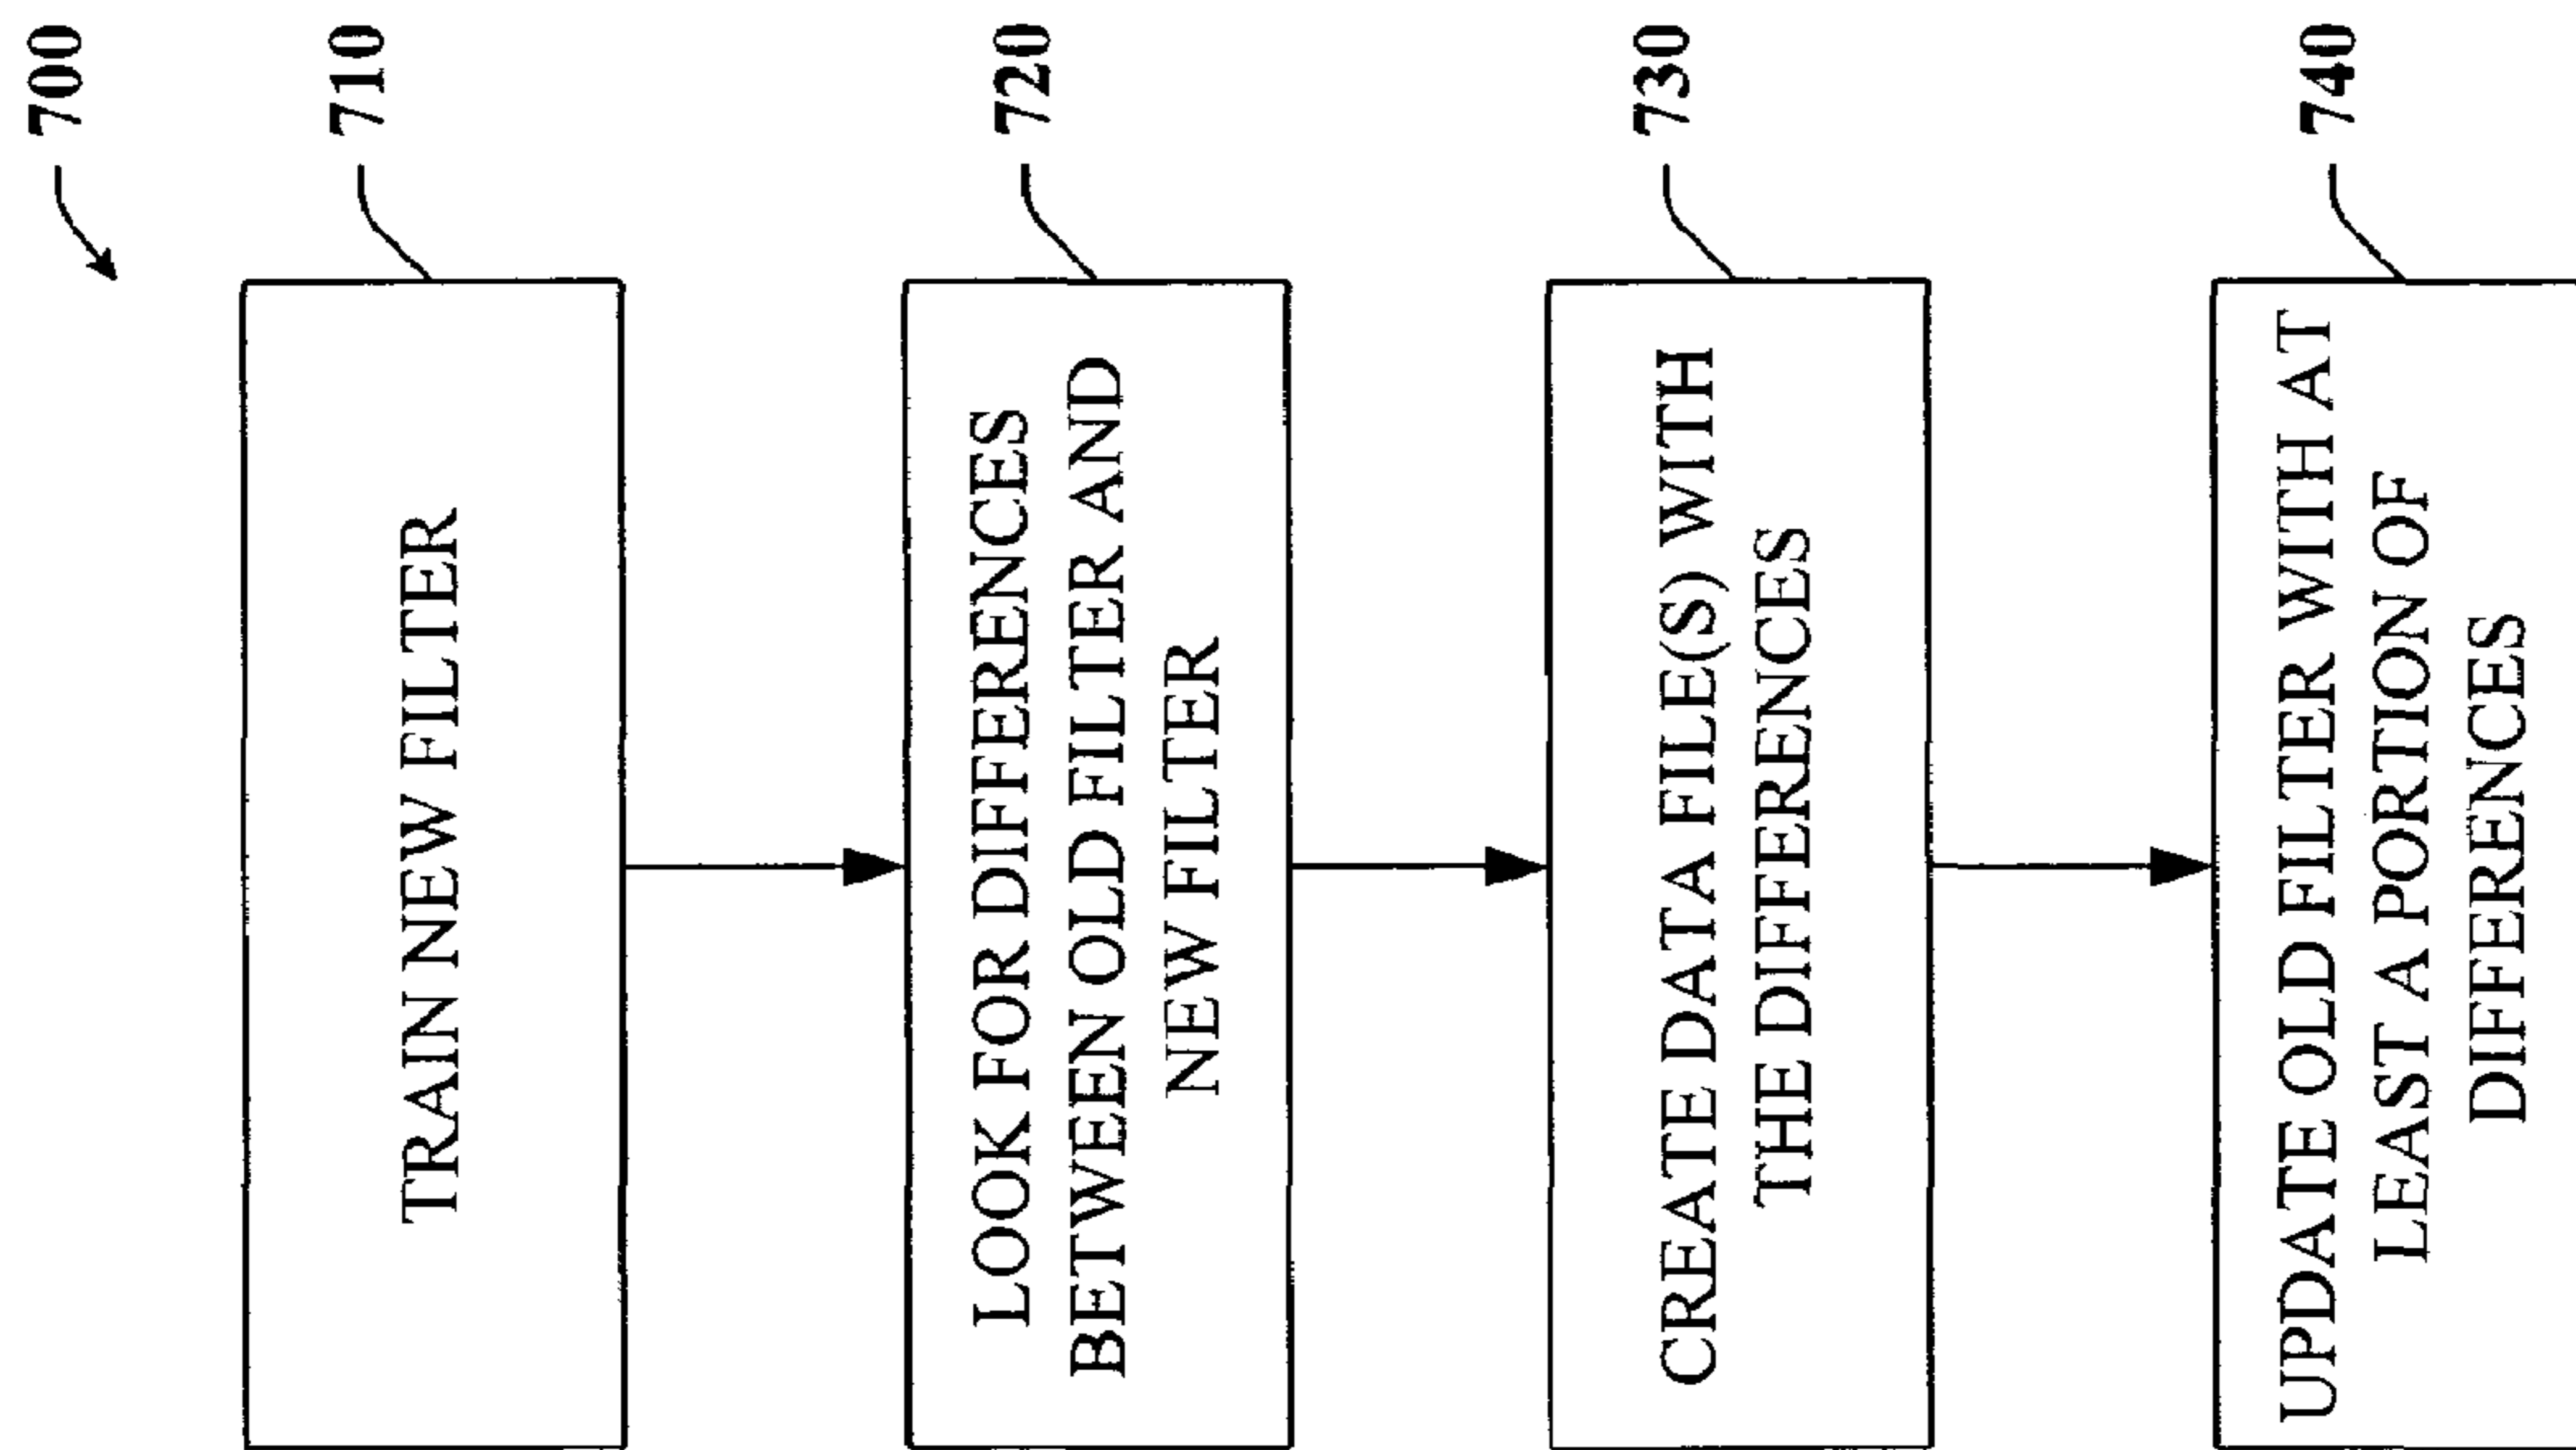 700
710
TRAIN NEW FILTER
720
LOOK FOR DIFFERENCES
BETWEEN OLD FILTER AND
NEW FILTER
730
CREATE DATA FILE(S) WITH
THE DIFFERENCES
740
UPDATE OLD FILTER WITH AT
LEAST A PORTION OF
DIFFERENCES